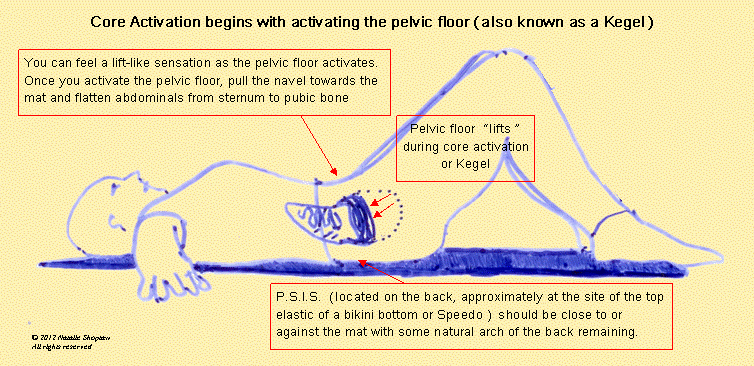 Core Activation begins with activating the pelvic floor (also known as a Kegel)
You can feel a lift-like sensation as the pelvic floor activates.
Once you activate the pelvic floor, pull the navel towards the
mat and flatten abdominals from sternum to pubic bone
Pelvic floor "lifts"
during core activation
or Kegel
P.S.I.S. (located on the back, approximately at the site of the top
elastic of a bikini bottom or Speedo) should be close to or
against the mat with some natural arch of the back remaining.
© 2012 Natalie
All rights reserved